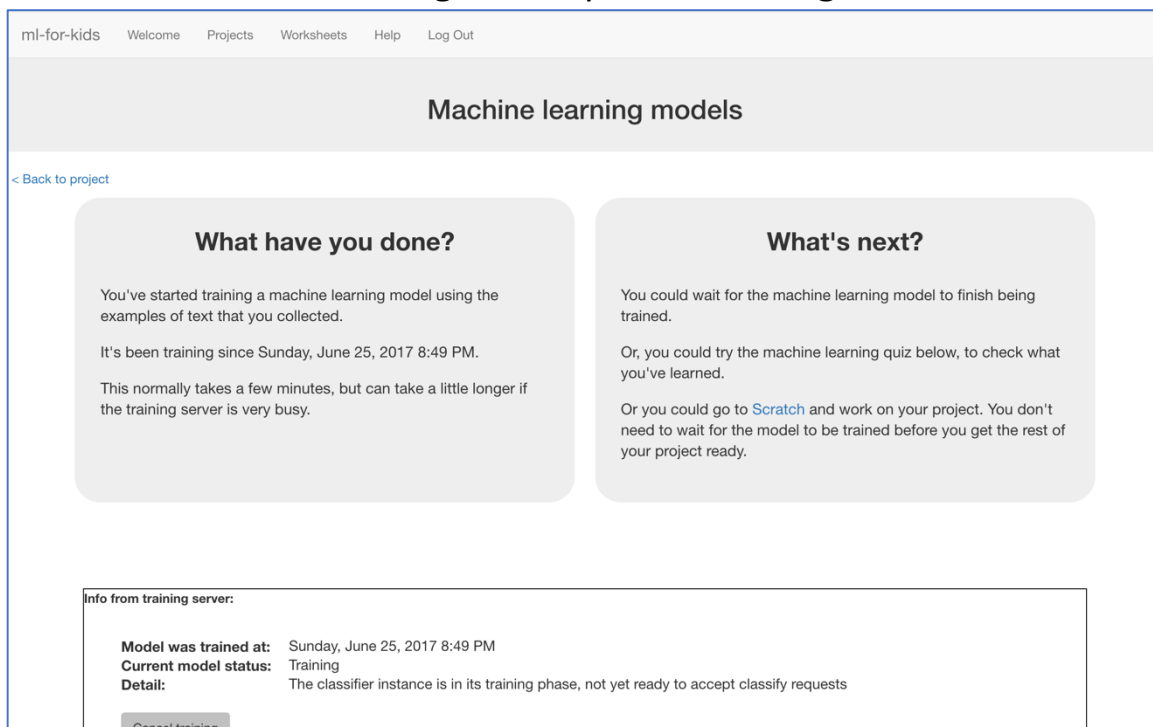 ml-for-kids Welcome Projects Worksheets Help Log Out
Machine learning models
< Back to project
What have you done?
You've started training a machine learning model using the
examples of text that you collected.
It's been training since Sunday, June 25, 2017 8:49 PM.
This normally takes a few minutes, but can take a little longer if
the training server is very busy.
What's next?
You could wait for the machine learning model to finish being
trained.
Or, you could try the machine learning quiz below, to check what
you've learned.
Or you could go to Scratch and work on your project. You don't
need to wait for the model to be trained before you get the rest of
your project ready.
Info from training server:
Model was trained at: Sunday, June 25, 2017 8:49 PM
Current model status: Training
Detail: The classifier instance is in its training phase, not yet ready to accept classify requests
Cancel training